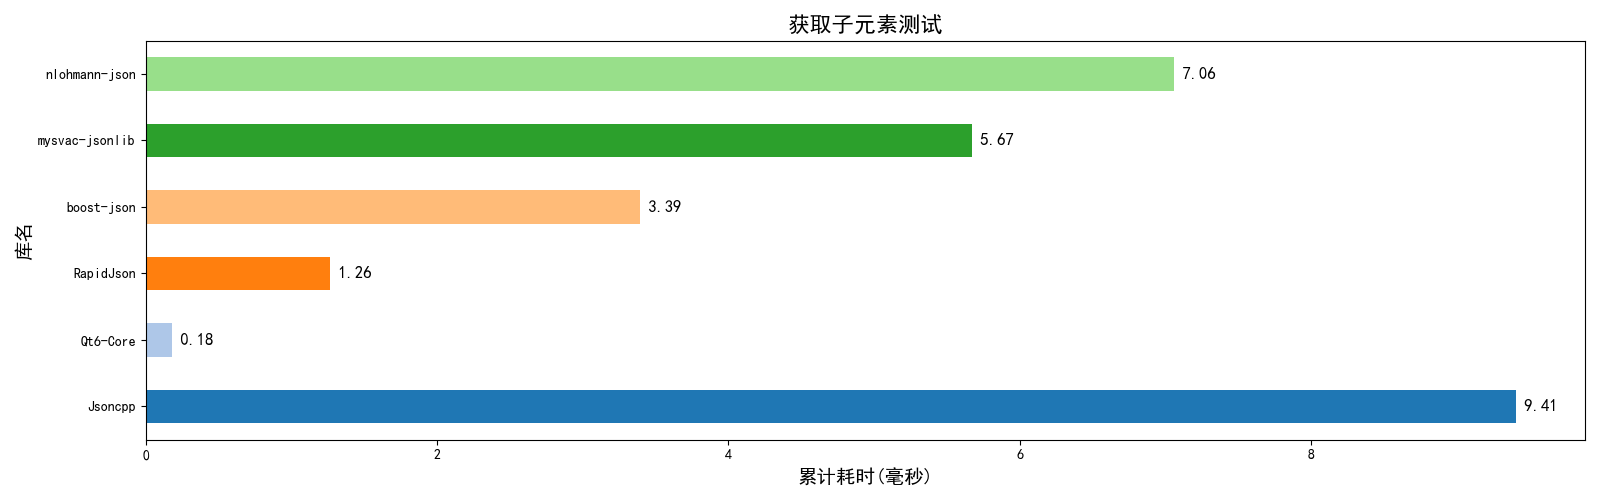 获取子元素测试
nlohmann-json
7.06
mysvac-jsonlib
5.67
boost-json
3.39
库名
RapidJson
1.26
Qt6-Core
0.18
Jsoncpp
9.41
0 2 4 6 8
累计耗时(毫秒)